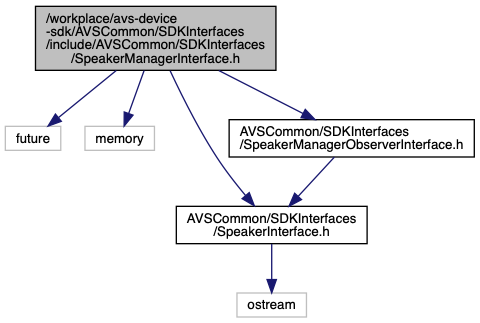 /workplace/avs-device
-sdk/AVSCommon/SDKInterfaces
/include/AVSCommon/SDKInterfaces
/SpeakerManagerInterface.h
future
memory
AVSCommon/SDKInterfaces
/SpeakerManagerObserverInterface.h
AVSCommon/SDKInterfaces
/SpeakerInterface.h
ostream